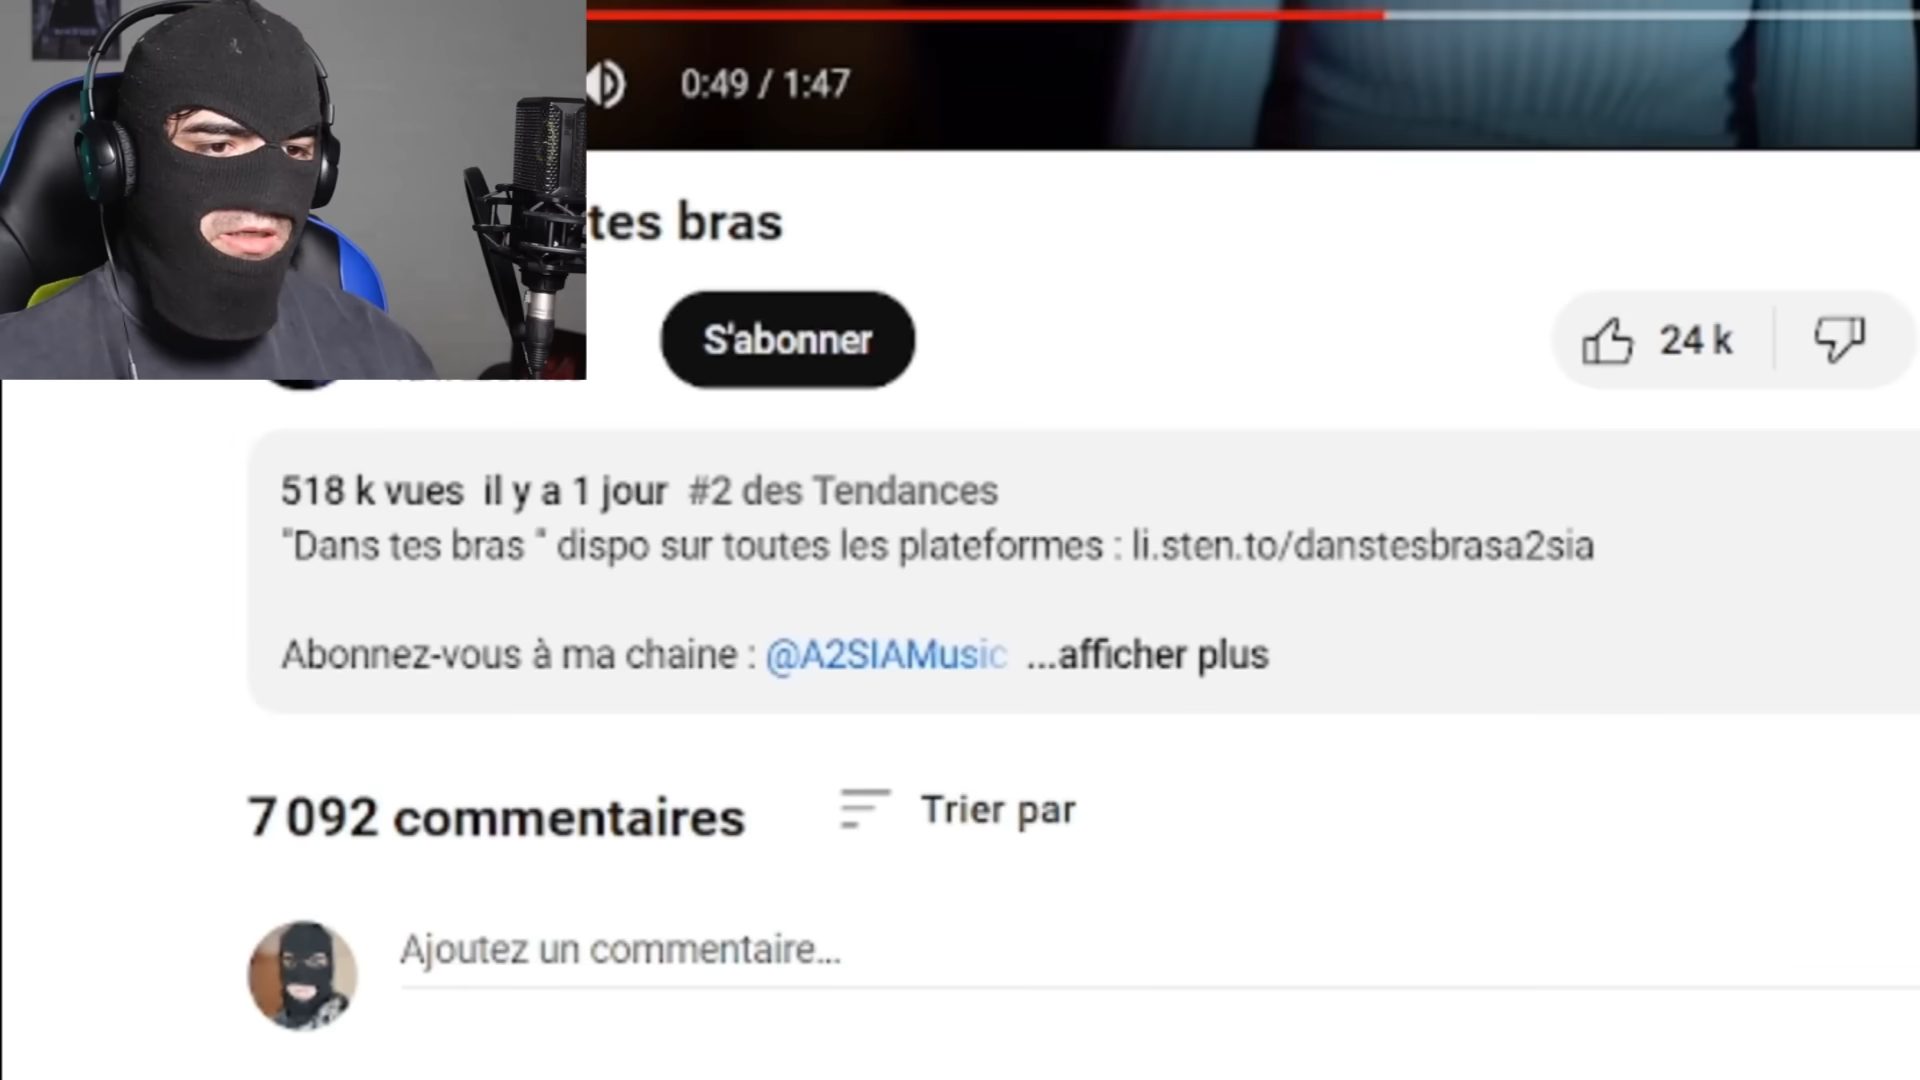 0:49 / 1:47
tes bras
S'abonner
24 k
518 k vues il y a 1 jour #2 des Tendances
"Dans tes bras " dispo sur toutes les plateformes : li.sten.to/danstesbrasa2sia
Abonnez-vous à ma chaine : @A2SIAMusic ...afficher plus
7 092 commentaires
Trier par
Ajoutez un commentaire...